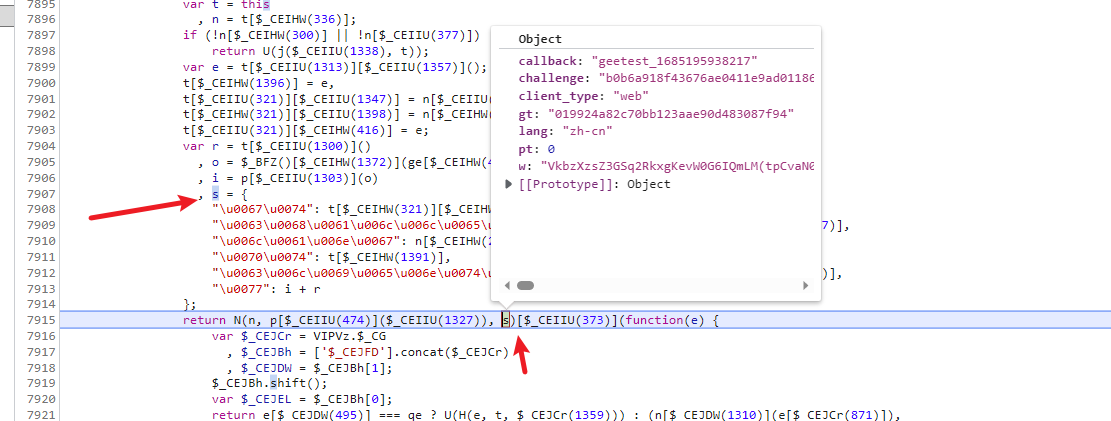 7895 var t = this
7896 , n = t[$_CEIHW(336)];
7897 if (!n[$_CEIHW(300)] || !n[$_CEIIU(377)])
7898 return U(j($_CEIIU(1338), t));
7899 var e = t[$_CEIIU(1313)][$_CEIIU(1357)]();
7900 t[$_CEIHW(1396)] = e,
7901 t[$_CEIIU(321)][$_CEIIU(1347)] = n[$_CEIIU(
7902 t[$_CEIHW(321)][$_CEIIU(1398)] = n[$_CEIIU(
7903 t[$_CEIIU(321)][$_CEIHW(416)] = e;
7904 var r = t[$_CEIIU(1300)]()
7905 , o = $_BFZ()[$_CEIHW(1372)](ge[$_CEIHW(4
7906 , i = p[$_CEIIU(1303)](o)
7907 , s = {
7908 "\u0067\u0074": t[$_CEIHW(321)][$_CEIHW(
7909 "\u0063\u0068\u0061\u006c\u006c\u0065\ 7)],
7910 "\u006c\u0061\u006e\u0067": n[$_CEIHW(2
7911 "\u0070\u0074": t[$_CEIHW(1391)],
7912 "\u0063\u006c\u0069\u0065\u006e\u0074\u )],
7913 "\u0077": i + r
7914 };
7915 return N(n, p[$_CEIIU(474)]($_CEIIU(1327)), s)[$_CEIIU(373)](function(e) {
7916 var $_CEJCr = VIPVz.$_CG
7917 , $_CEJBh = ['$_CEJFD'].concat($_CEJCr)
7918 , $_CEJDW = $_CEJBh[1];
7919 $_CEJBh.shift();
7920 var $_CEJEL = $_CEJBh[0];
7921 return e[$_CEJDW(495)] === qe ? U(H(e, t, $_CEJCr(1359))) : (n[$_CEJDW(1310)](e[$_CEJCr(871)]),
Object
callback: "geetest_1685195938217"
challenge: "b0b6a918f43676ae0411e9ad01186
client_type: "web"
gt: "019924a82c70bb123aae90d483087f94"
lang: "zh-cn"
pt: 0
w: "VkbzXzsZ3GSq2RkxgKevW0G6IQmLM(tpCvaN0
[[Prototype]]: Object